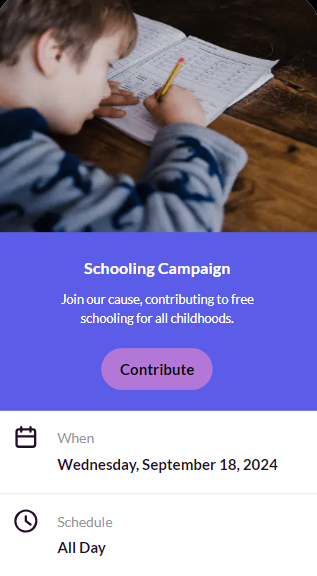 Schooling Campaign
Join our cause, contributing to free
schooling for all childhoods.
Contribute
When
Wednesday, September 18, 2024
Schedule
All Day